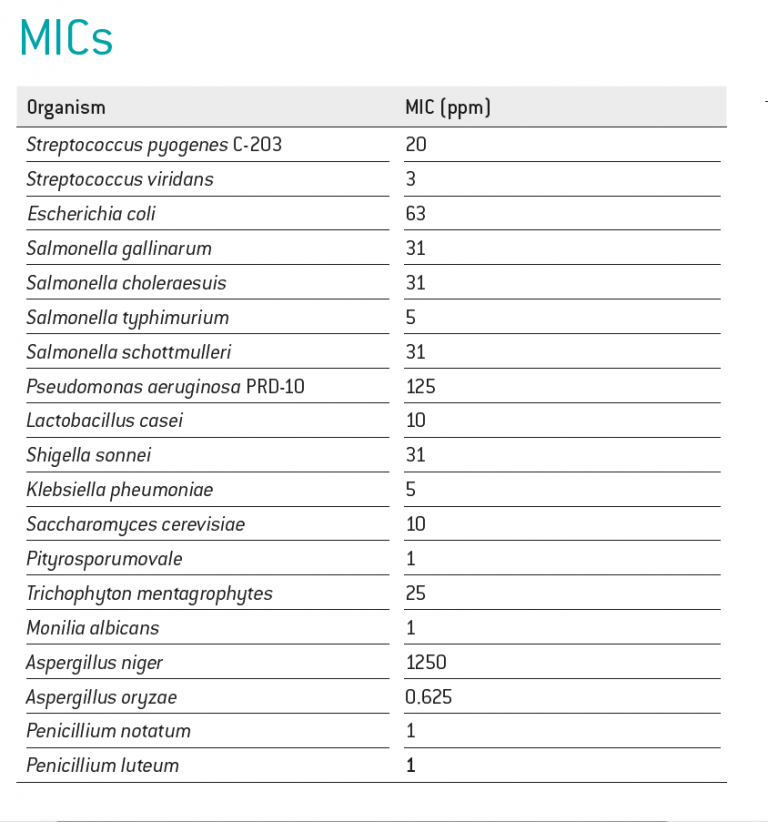 MICs
Organism MIC (ppm)
Streptococcus pyogenes C-203 20
Streptococcus viridans 3
Escherichia coli 63
Salmonella gallinarum 31
Salmonella choleraesuis 31
Salmonella typhimurium 5
Salmonella schottmulleri 31
Pseudomonas aeruginosa PRD-10 125
Lactobacillus casei 10
Shigella sonnei 31
Klebsiella pheumoniae 5
Saccharomyces cerevisiae 10
Pityrosporumovale 1
Trichophyton mentagrophytes 25
Monilia albicans 1
Aspergillus niger 1250
Aspergillus oryzae 0.625
Penicillium notatum 1
Penicillium luteum 1